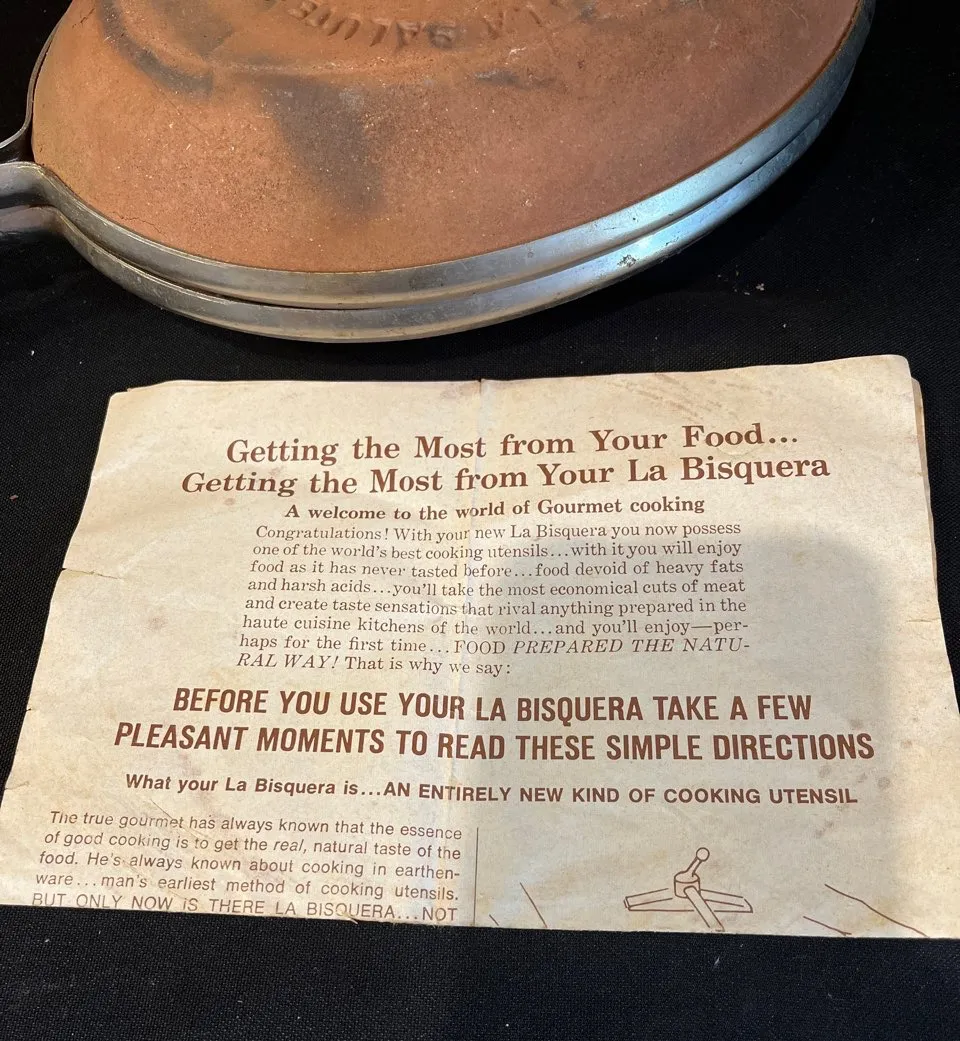 LA SALUTE
Getting the Most from Your Food...
Getting the Most from Your La Bisquera
A welcome to the world of Gourmet cooking
Congratulations! With your new La Bisquera you now possess
one of the world's best cooking utensils...with it you will enjoy
food as it has never tasted before...food devoid of heavy fats
and harsh acids...you'll take the most economical cuts of meat
and create taste sensations that rival anything prepared in the
haute cuisine kitchens of the world...and you'll enjoy—per-
haps for the first time...FOOD PREPARED THE NATU-
RAL WAY! That is why we say:
BEFORE YOU USE YOUR LA BISQUERA TAKE A FEW
PLEASANT MOMENTS TO READ THESE SIMPLE DIRECTIONS
What your La Bisquera is...AN ENTIRELY NEW KIND OF COOKING UTENSIL
The true gourmet has always known that the essence
of good cooking is to get the real, natural taste of the
food. He's always known about cooking in earthen-
ware...man's earliest method of cooking utensils.
BUT ONLY NOW IS THERE LA BISQUERA...NOT